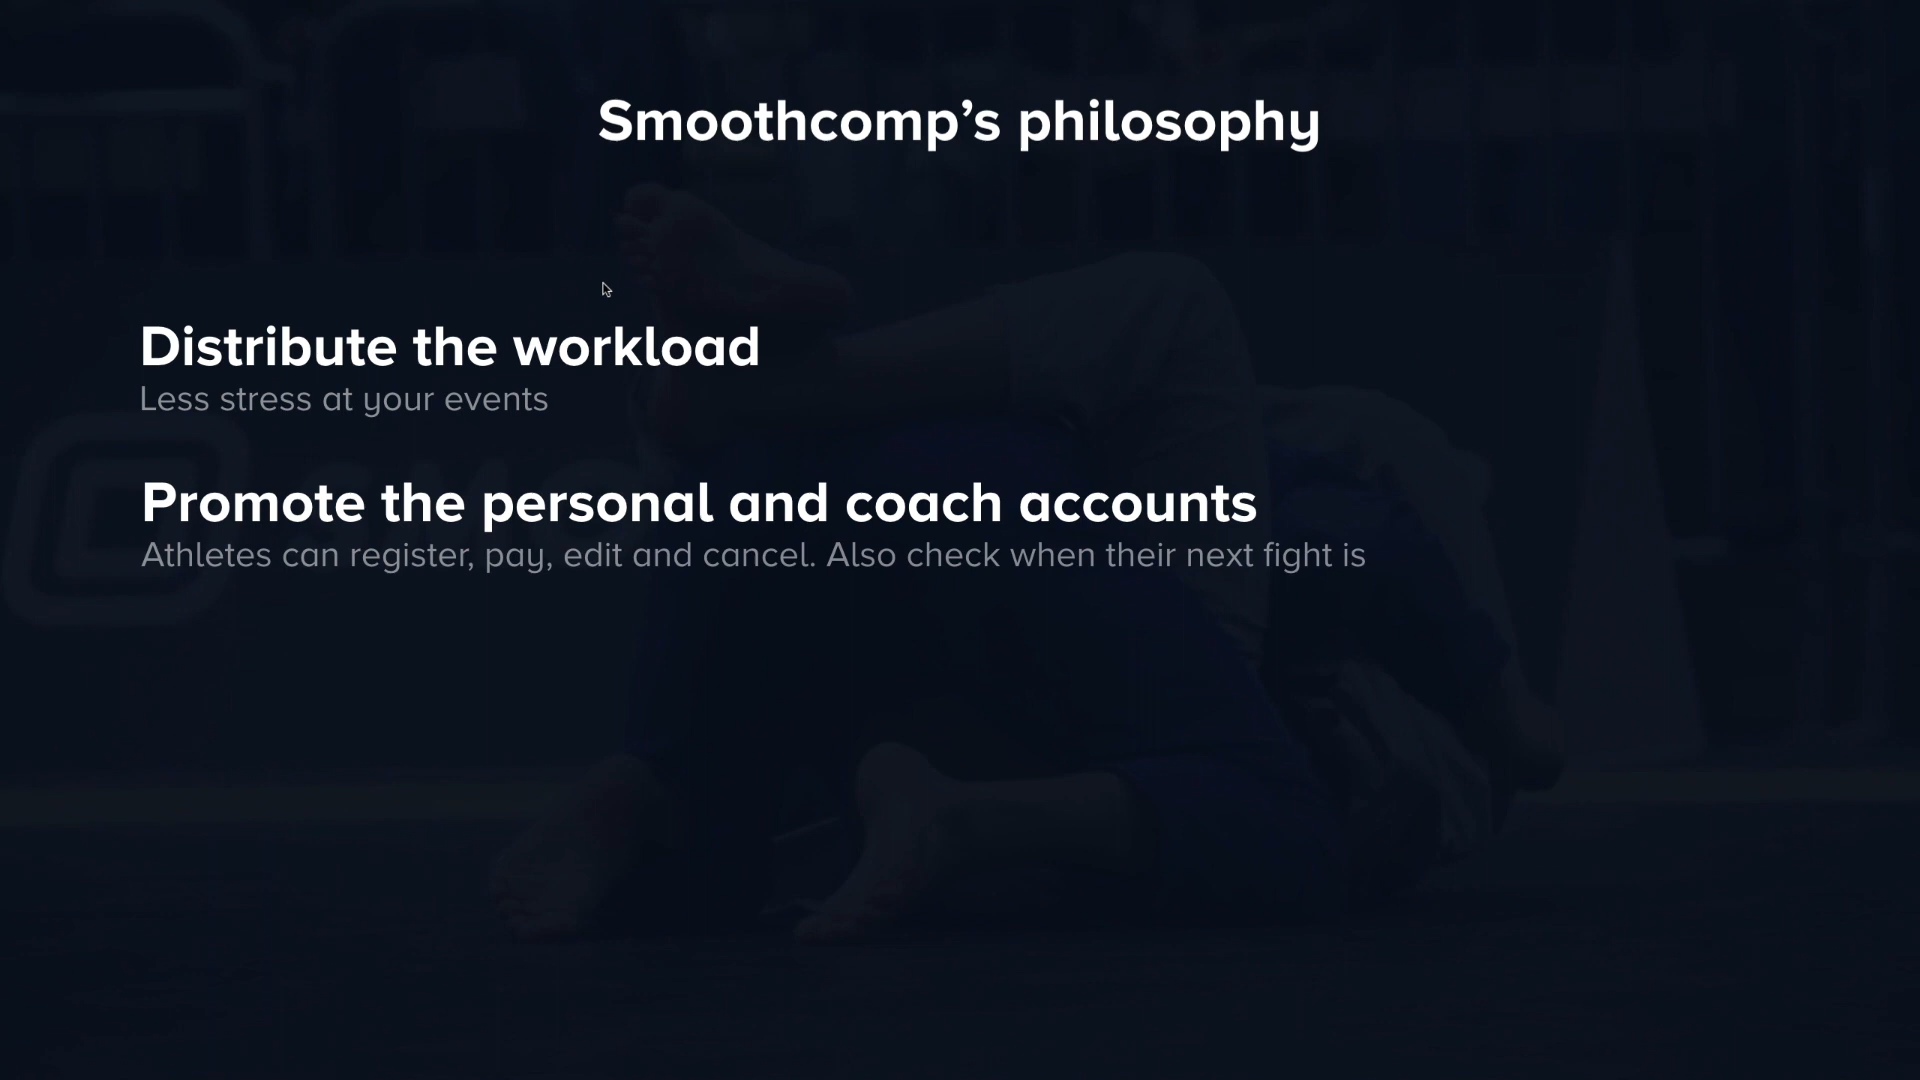 Smoothcomp’s philosophy
Distribute the workload
Less stress at your events
Promote the personal and coach accounts
Athletes can register, pay, edit and cancel. Also check when their next fight is